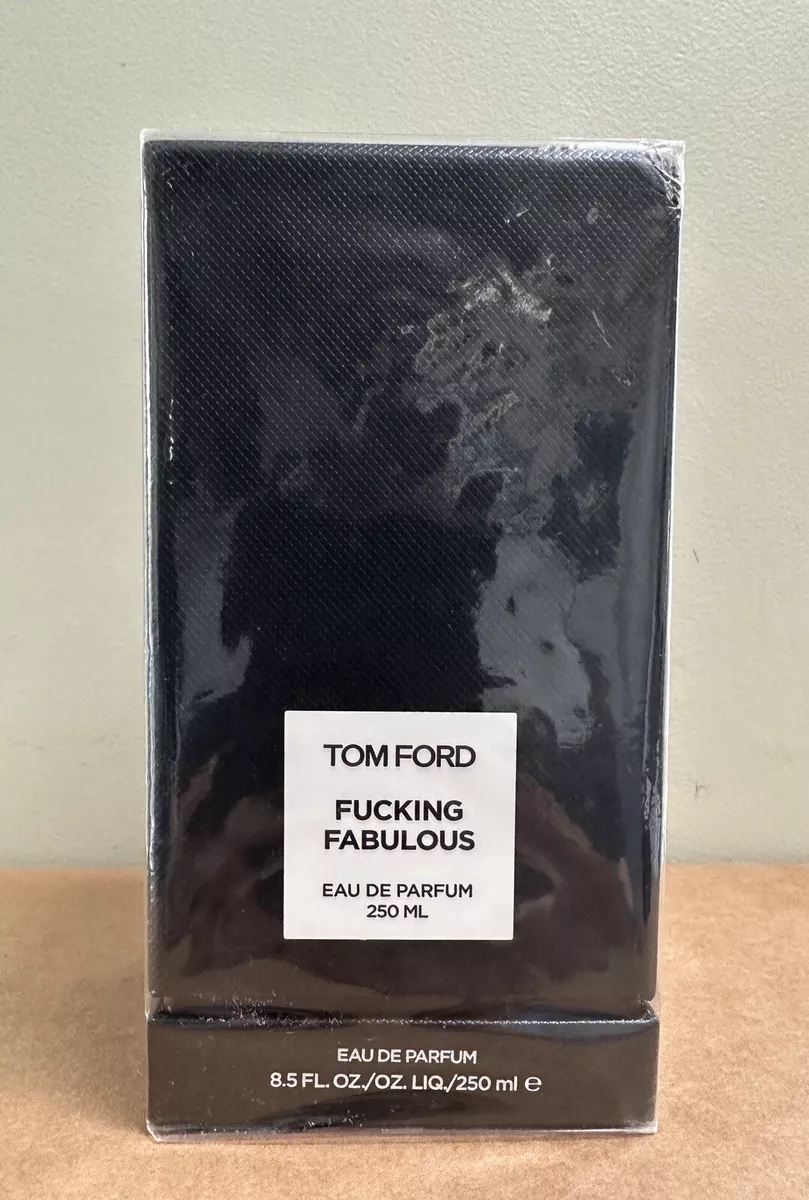 TOM FORD
FUCKING
FABULOUS
EAU DE PARFUM
250 ML
EAU DE PARFUM
8.5 FL. OZ./OZ. LIQ./250 ml ℮